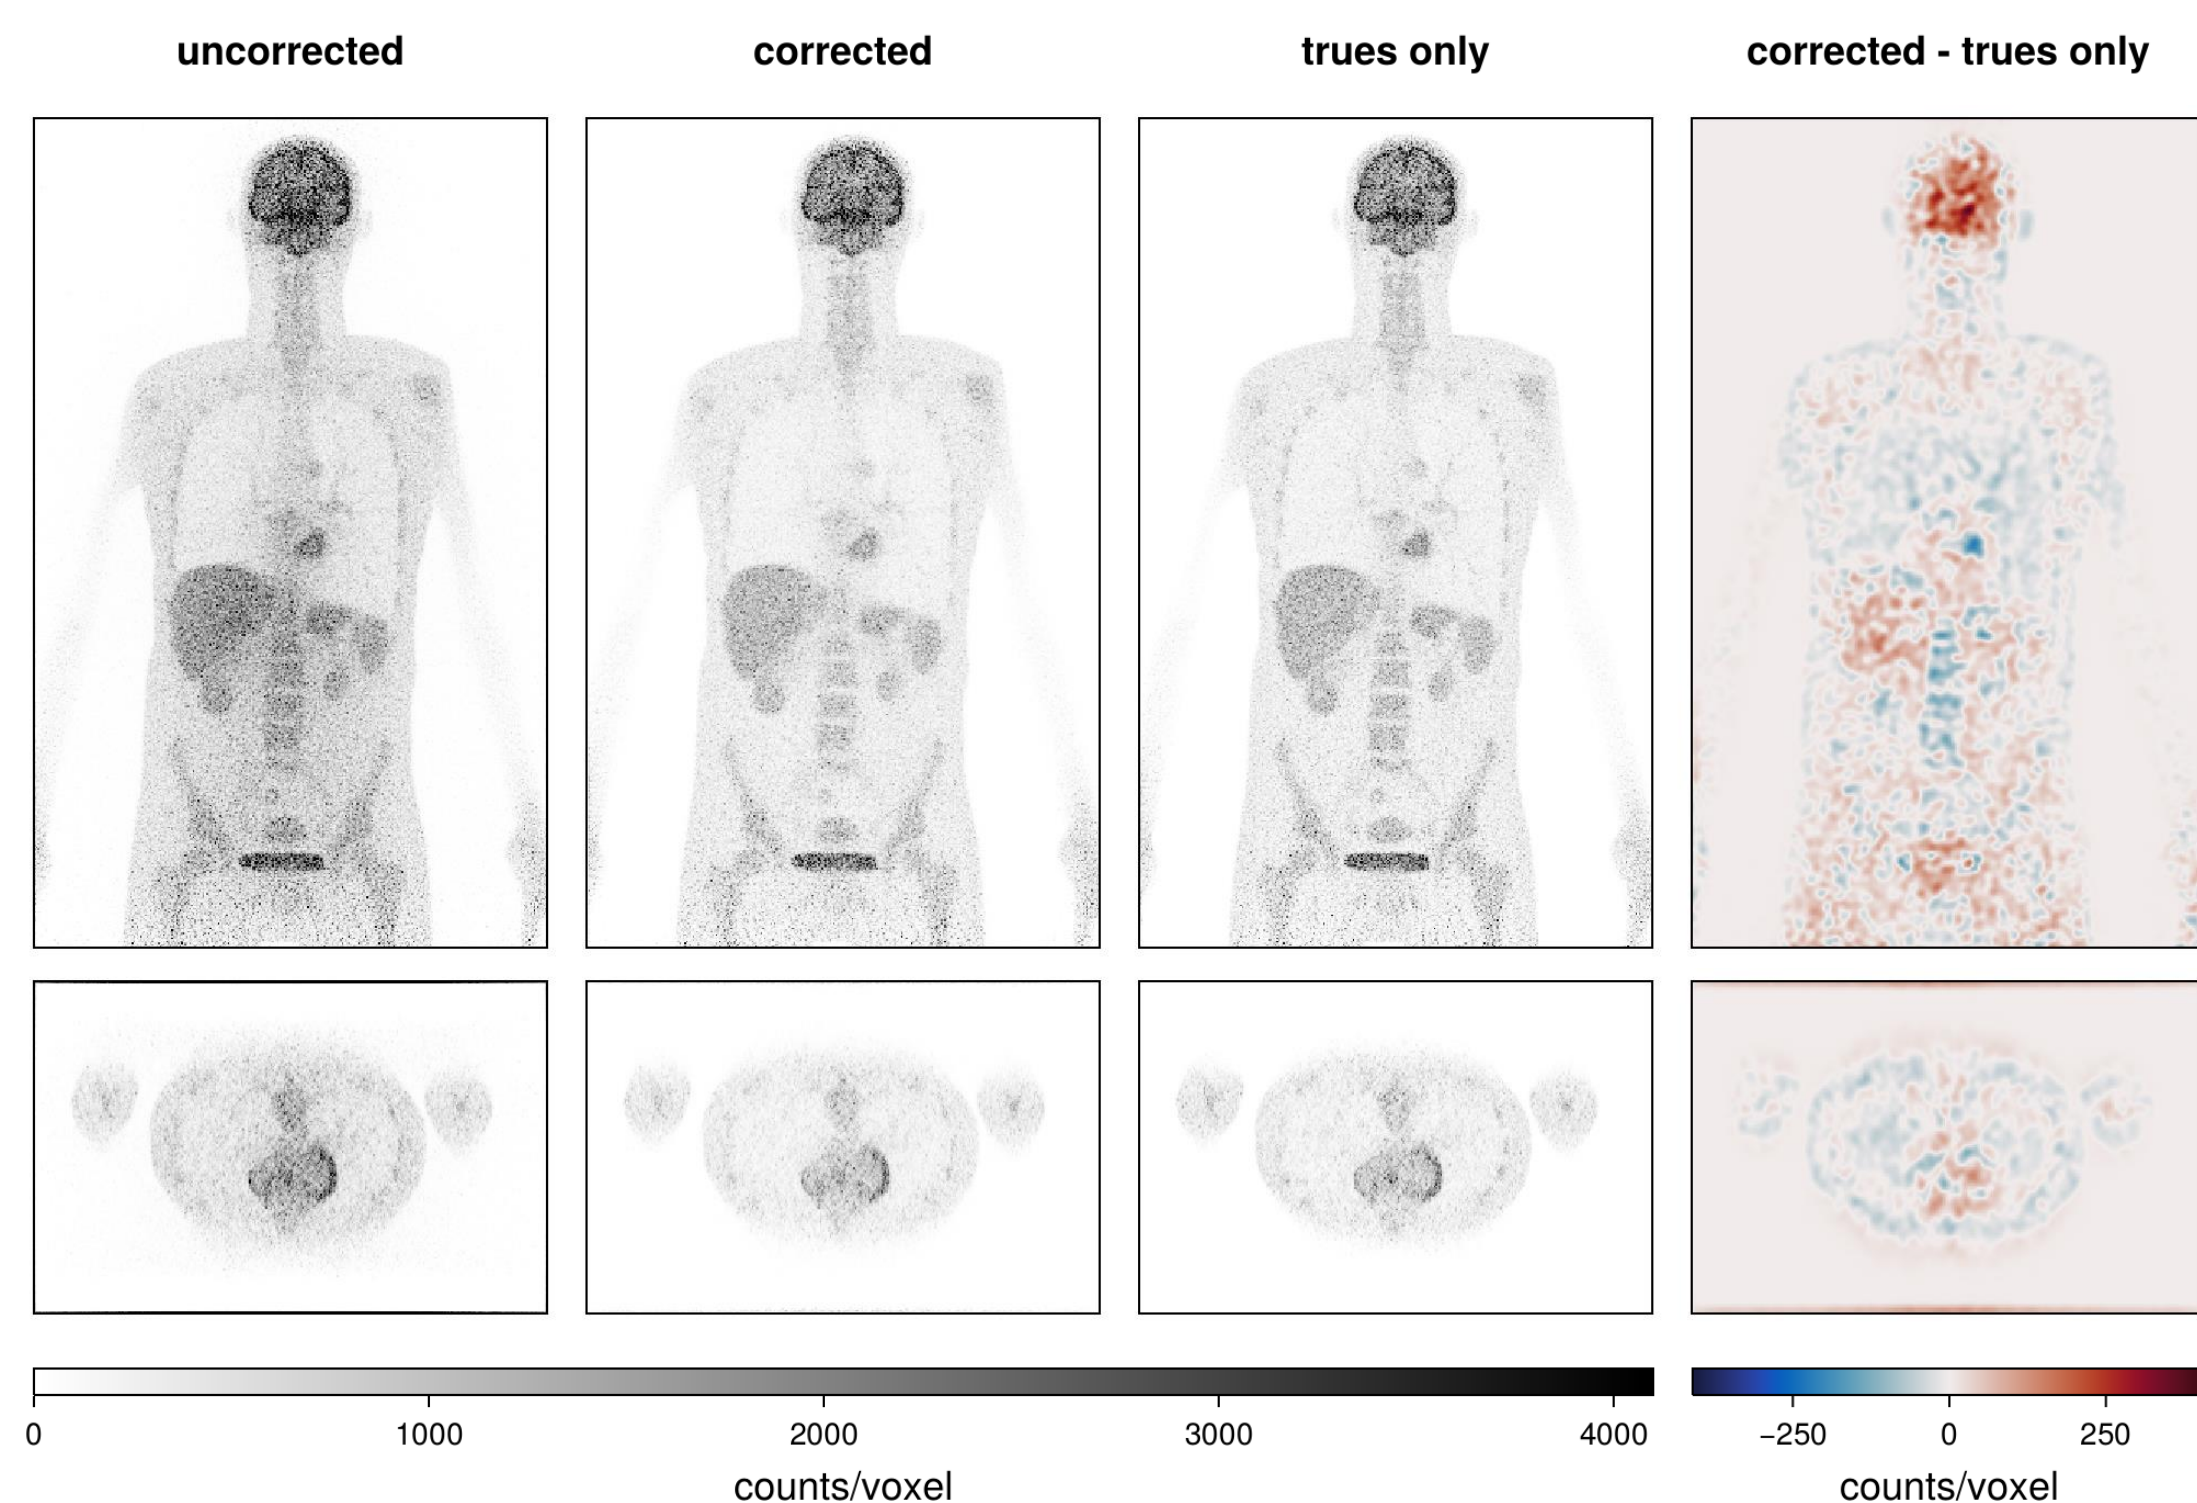 uncorrected corrected trues only corrected - trues only
0 1000 2000 3000 4000 −250 0 250
counts/voxel counts/voxel